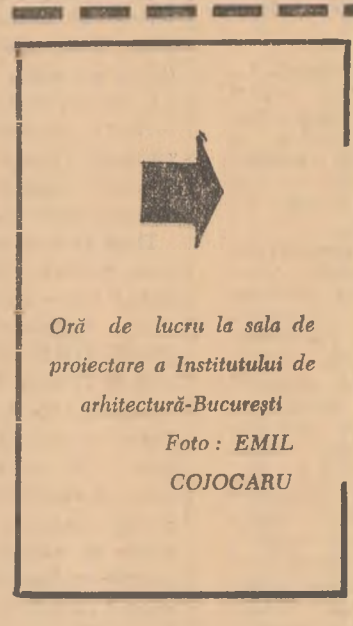 Oră de lucru la sala de
proiectare a Institutului de
arhitectură-București
Foto : EMIL
COJOCARU